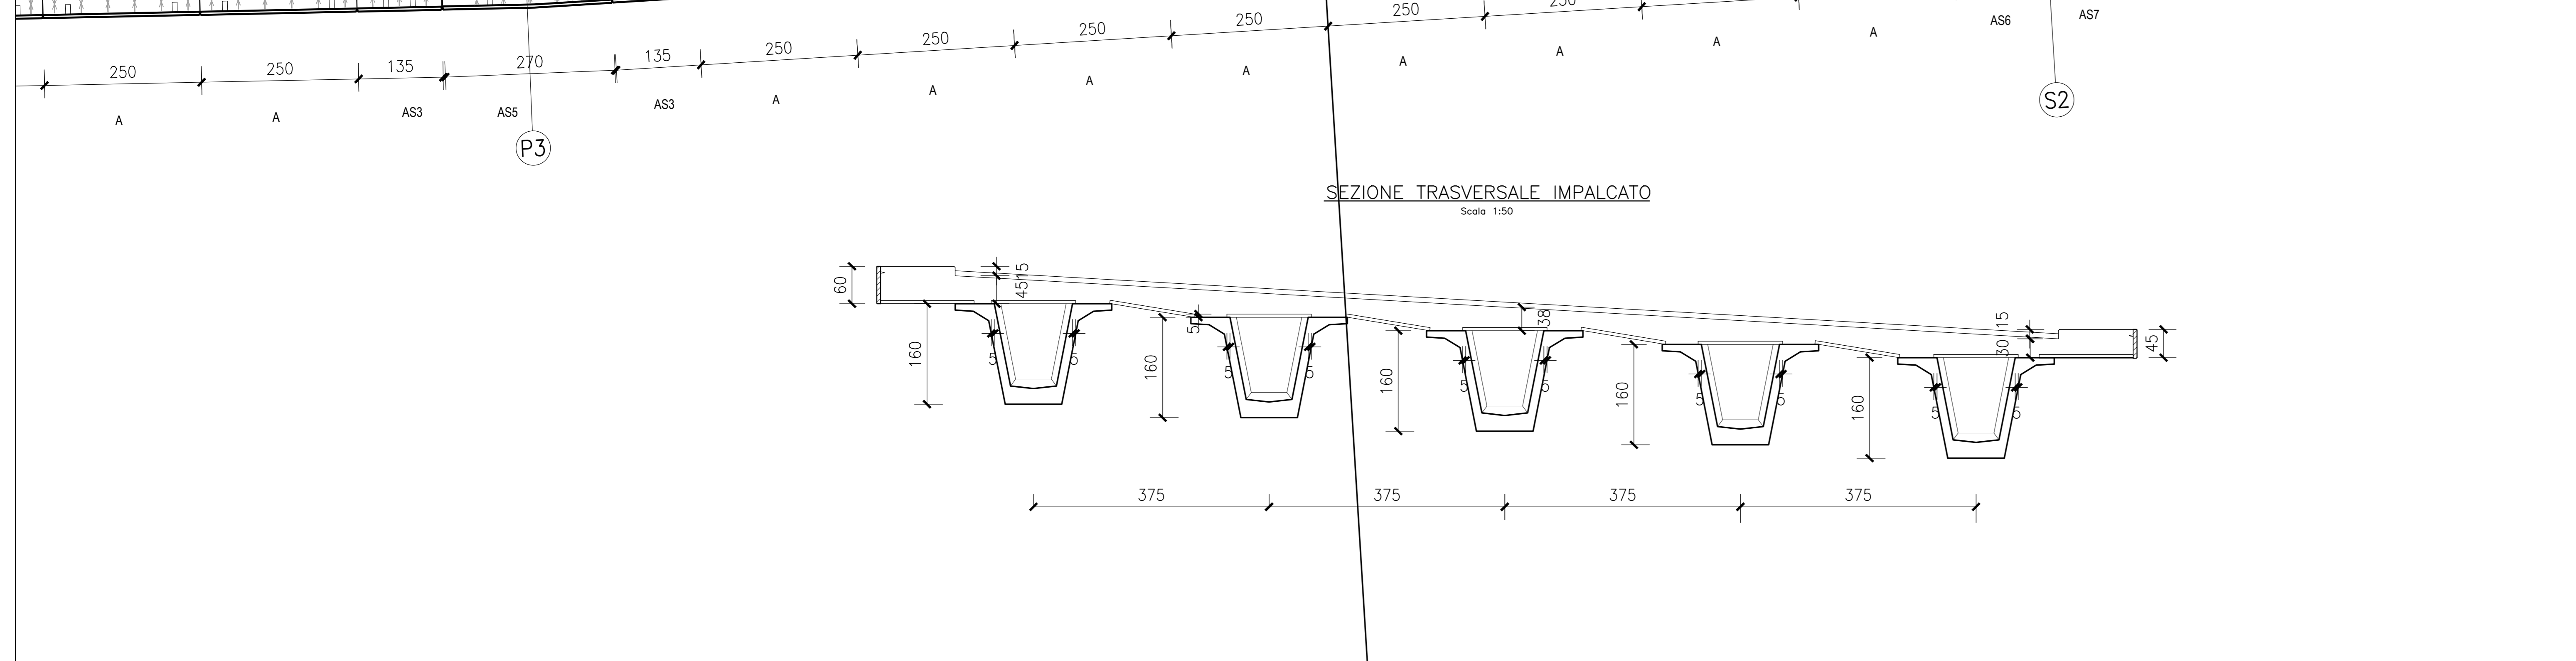 250 250 135 270 135 250 250 250 250 250 250
A A AS3 AS5 AS3 A A A A A A A A AS6 AS7
P3
S2
SEZIONE TRASVERSALE IMPALCATO
Scala 1:50
60 45 15 38 15 30 45
160 160 160 160 160
5 5 5 5 5 5 5 5 5 5 5
375 375 375 375